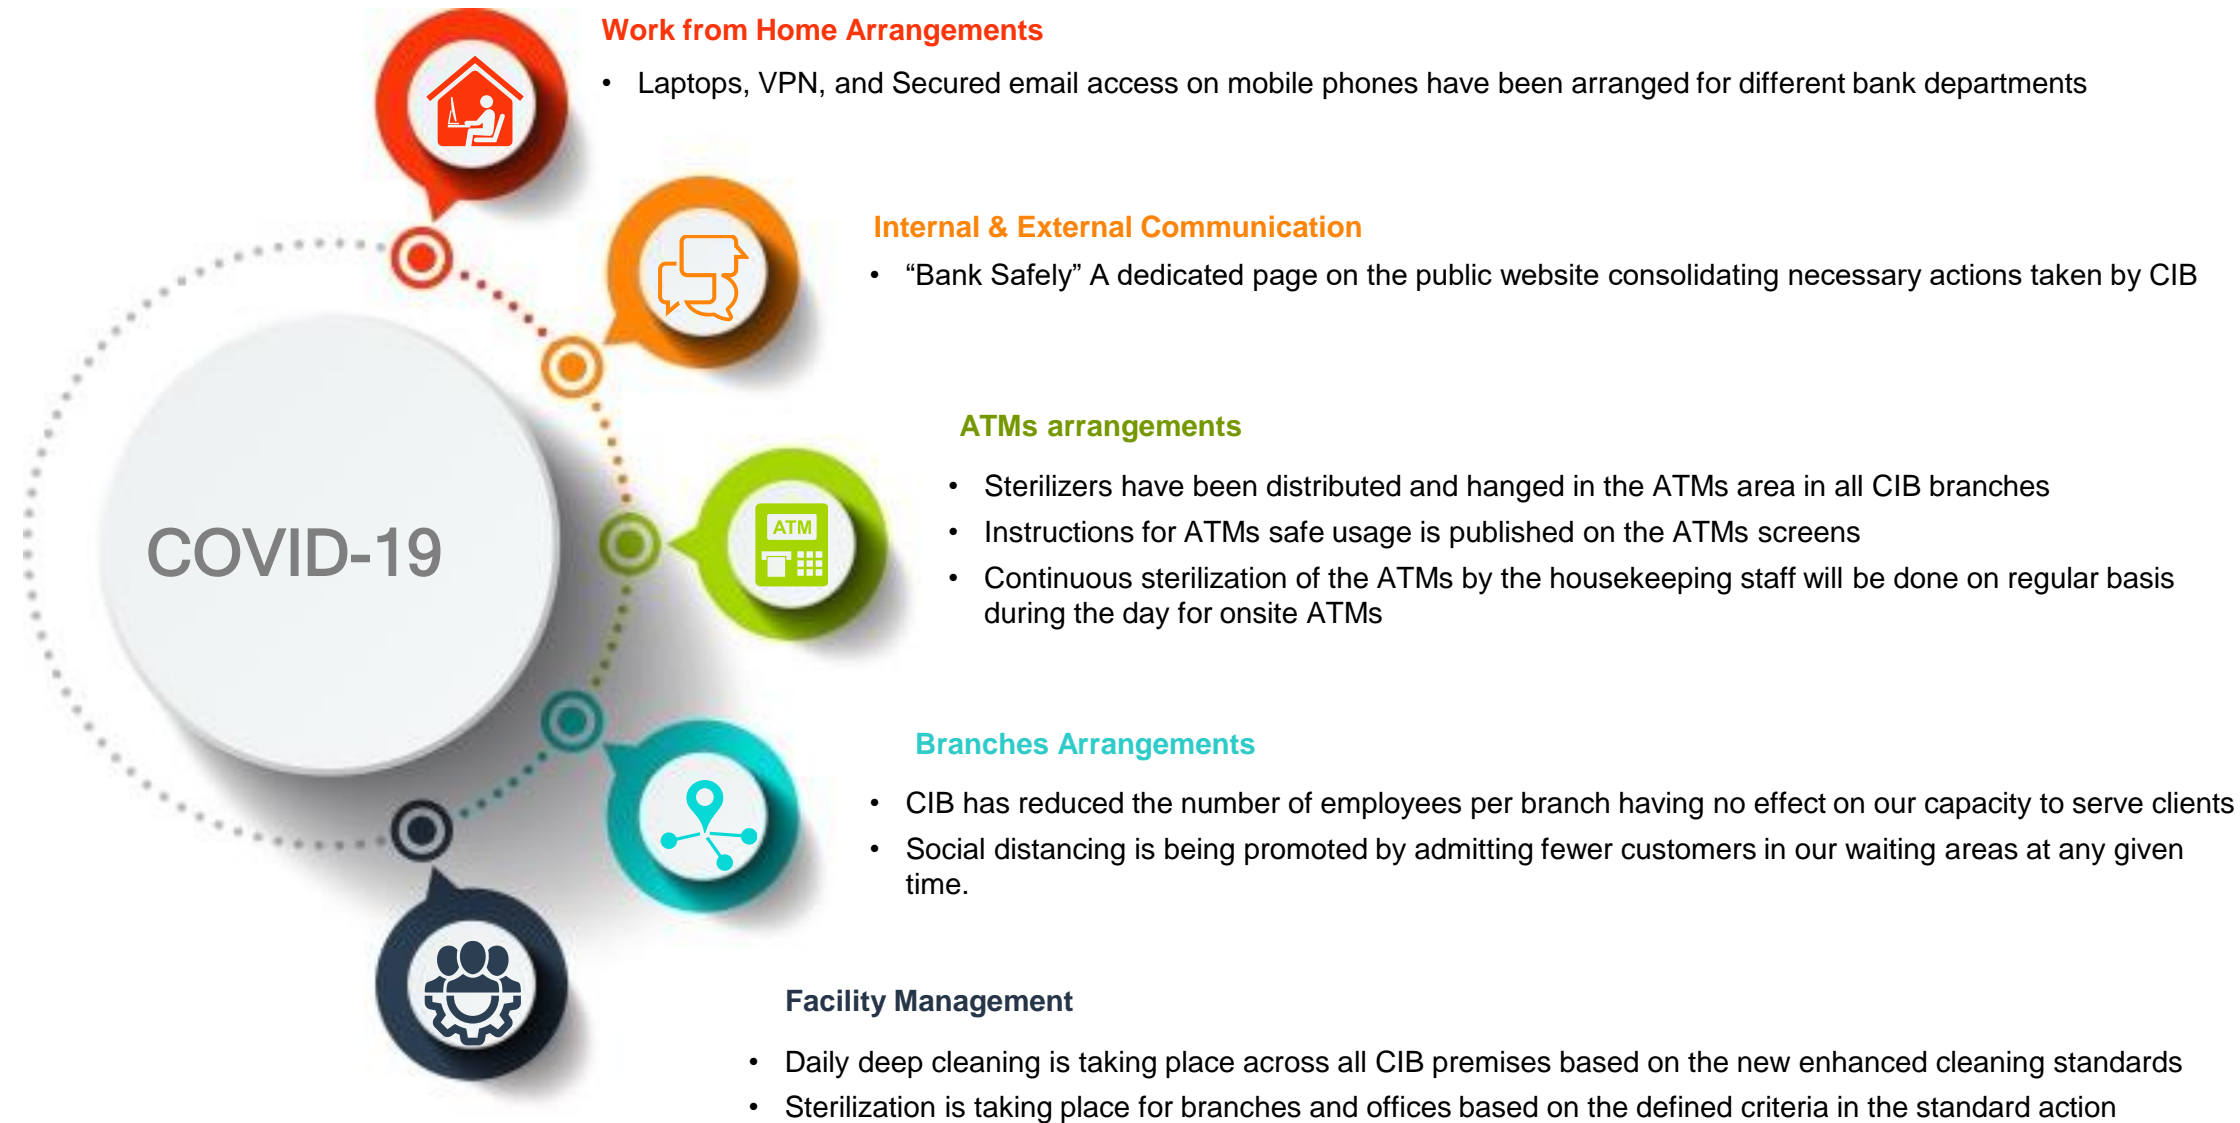 Work from Home Arrangements
• Laptops, VPN, and Secured email access on mobile phones have been arranged for different bank departments
Internal & External Communication
• “Bank Safely” A dedicated page on the public website consolidating necessary actions taken by CIB
ATMs arrangements
• Sterilizers have been distributed and hanged in the ATMs area in all CIB branches
• Instructions for ATMs safe usage is published on the ATMs screens
• Continuous sterilization of the ATMs by the housekeeping staff will be done on regular basis
during the day for onsite ATMs
ATM
COVID-19
Branches Arrangements
• CIB has reduced the number of employees per branch having no effect on our capacity to serve clients
• Social distancing is being promoted by admitting fewer customers in our waiting areas at any given
time.
Facility Management
• Daily deep cleaning is taking place across all CIB premises based on the new enhanced cleaning standards
• Sterilization is taking place for branches and offices based on the defined criteria in the standard action